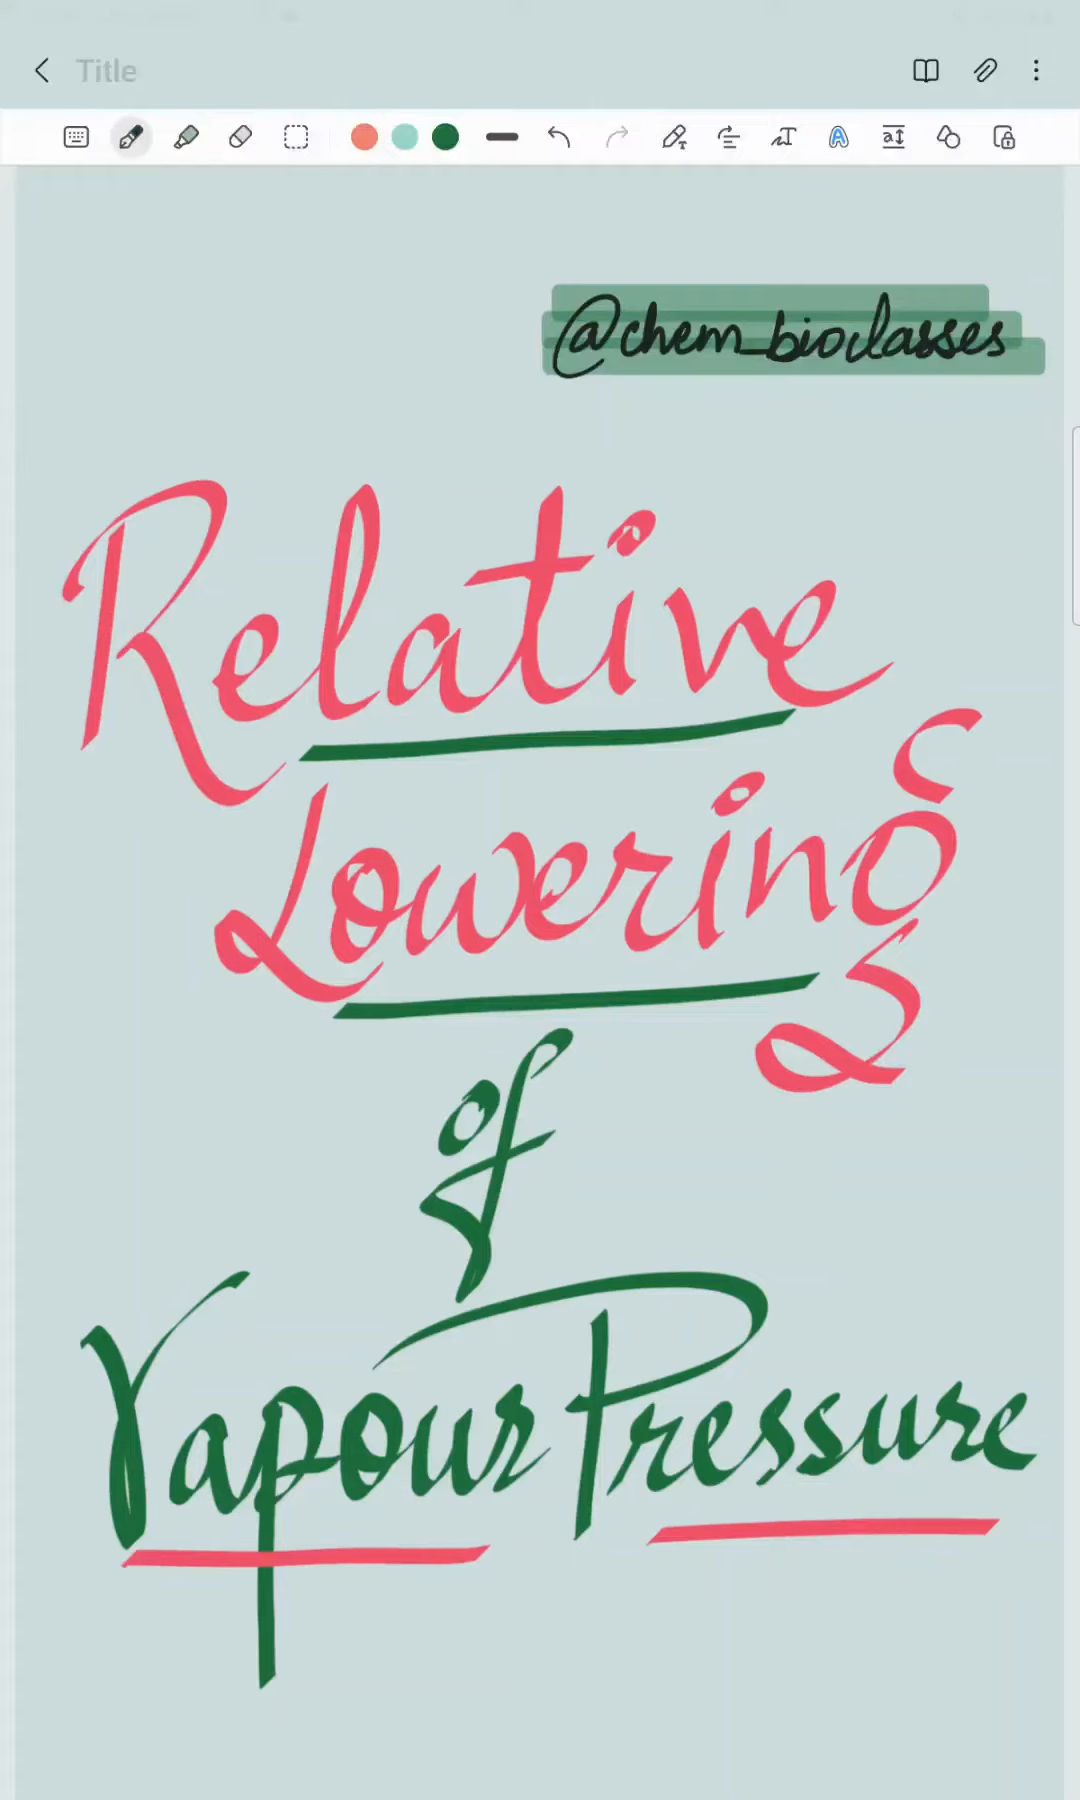 Title
@chem_bioclasses
Relative
Lowering
of
Vapour Pressure